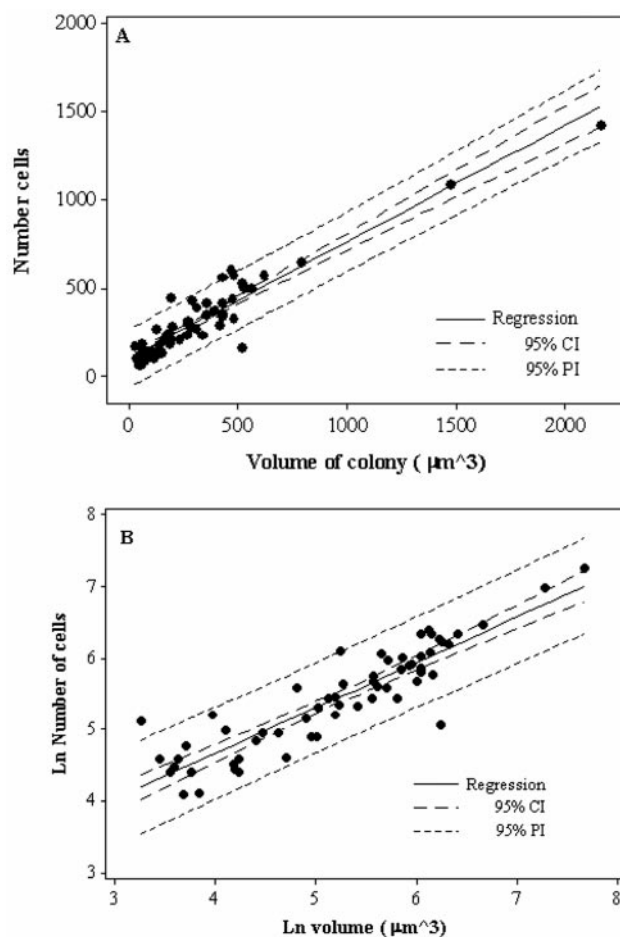 A
2000
1500
1000
500
0
Number cells
Regression
95% CI
95% PI
0 500 1000 1500 2000
Volume of colony ( μm^3)
B
8
7
6
5
4
3
Ln Number of cells
Regression
95% CI
95% PI
3 4 5 6 7 8
Ln volume ( μm^3)